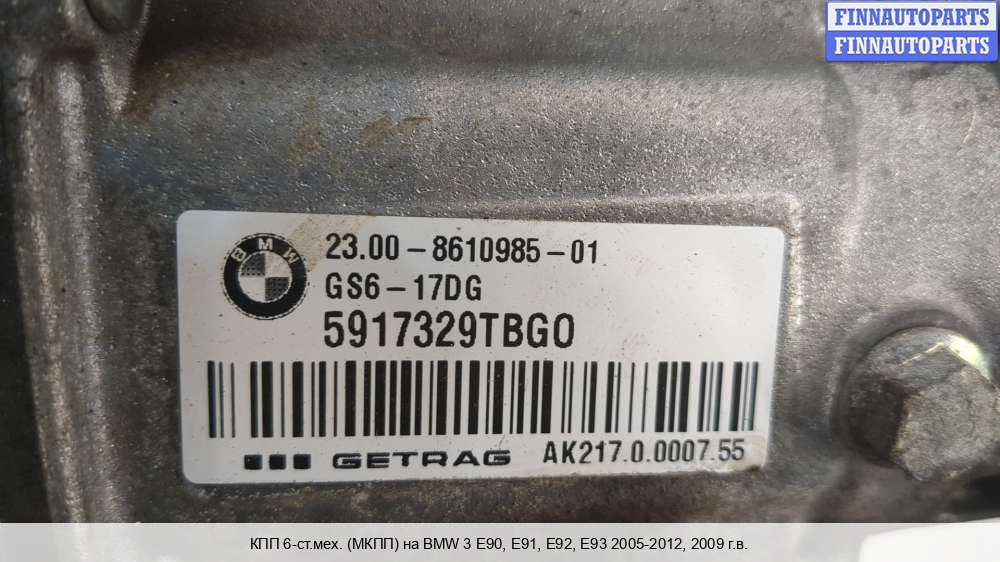 FINNAUTOPARTS
FINNAUTOPARTS
BMW
23.00-8610985-01
GS6-17DG
5917329TBGO
GETRAG AK217.0.0007.55
КПП 6-ст.мех. (МКПП) на BMW 3 E90, E91, E92, E93 2005-2012, 2009 г.в.